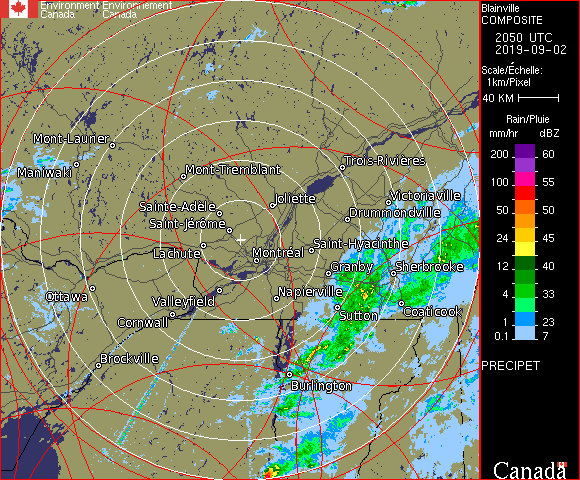 Environment Environnement
Canada Canada
Blainville
COMPOSITE
2050 UTC
2019-09-02
Scale/Échelle:
1km/Pixel
40 KM
Rain/Pluie
mm/hr dBZ
200 60
100 55
50 50
24 45
12 40
4 33
1 23
0.1 7
PRECIPET
Mont-Laurier
Maniwaki
Mont-Tremblant
Trois-Rivières
Joliette
Victoriaville
Sainte-Adèle
Drummondville
Saint-Jérôme
Saint-Hyacinthe
Lachute
Montréal
Granby
Sherbrooke
Ottawa
Valleyfield
Napierville
Coaticook
Cornwall
Sutton
Brockville
Burlington
Canada